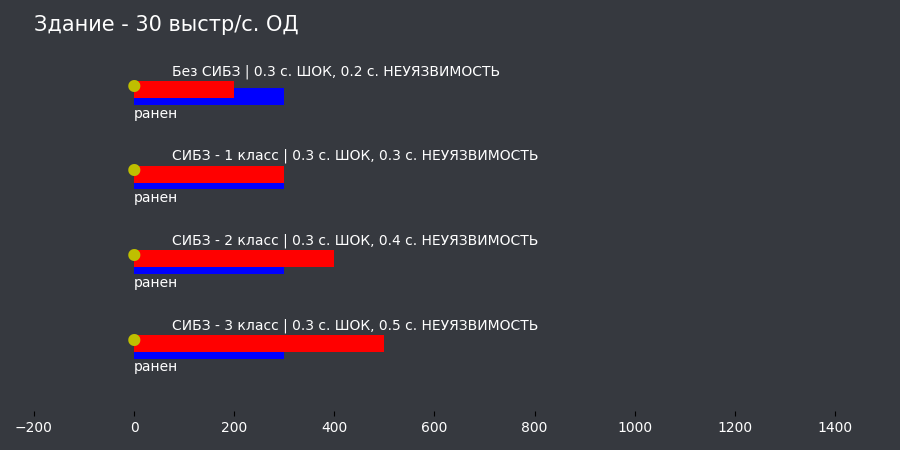 Здание - 30 выстр/с. ОД
Без СИБЗ | 0.3 с. ШОК, 0.2 с. НЕУЯЗВИМОСТЬ
ранен
СИБЗ - 1 класс | 0.3 с. ШОК, 0.3 с. НЕУЯЗВИМОСТЬ
ранен
СИБЗ - 2 класс | 0.3 с. ШОК, 0.4 с. НЕУЯЗВИМОСТЬ
ранен
СИБЗ - 3 класс | 0.3 с. ШОК, 0.5 с. НЕУЯЗВИМОСТЬ
ранен
−200 0 200 400 600 800 1000 1200 1400